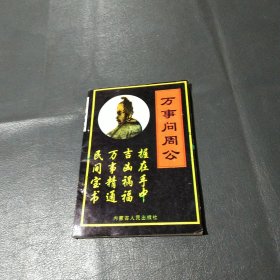 万事问周公
握在手中
吉凶祸福
万事精通
民间宝书
内蒙古人民出版社